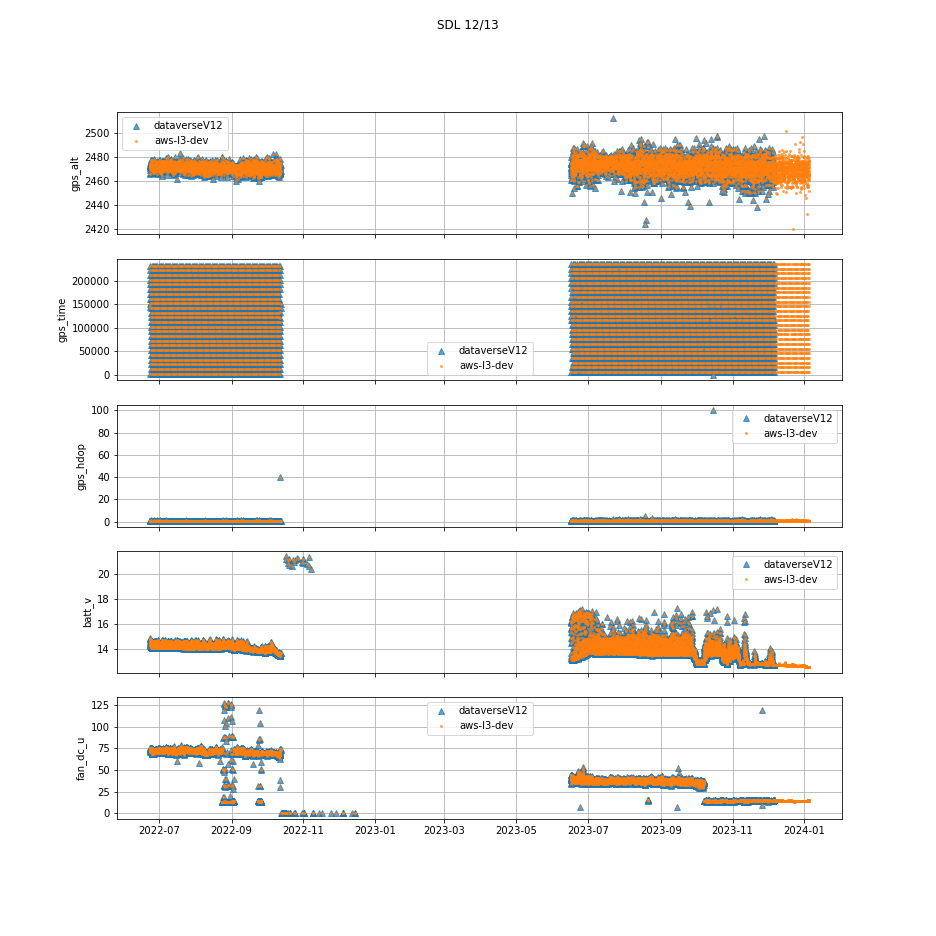 SDL 12/13
dataverseV12
aws-l3-dev
2500
2480
2460
2440
2420
gps_alt
200000
150000
100000
50000
0
gps_time
dataverseV12
aws-l3-dev
100
80
60
40
20
0
gps_hdop
dataverseV12
aws-l3-dev
20
18
16
14
batt_v
dataverseV12
aws-l3-dev
125
100
75
50
25
0
fan_dc_u
dataverseV12
aws-l3-dev
2022-07 2022-09 2022-11 2023-01 2023-03 2023-05 2023-07 2023-09 2023-11 2024-01